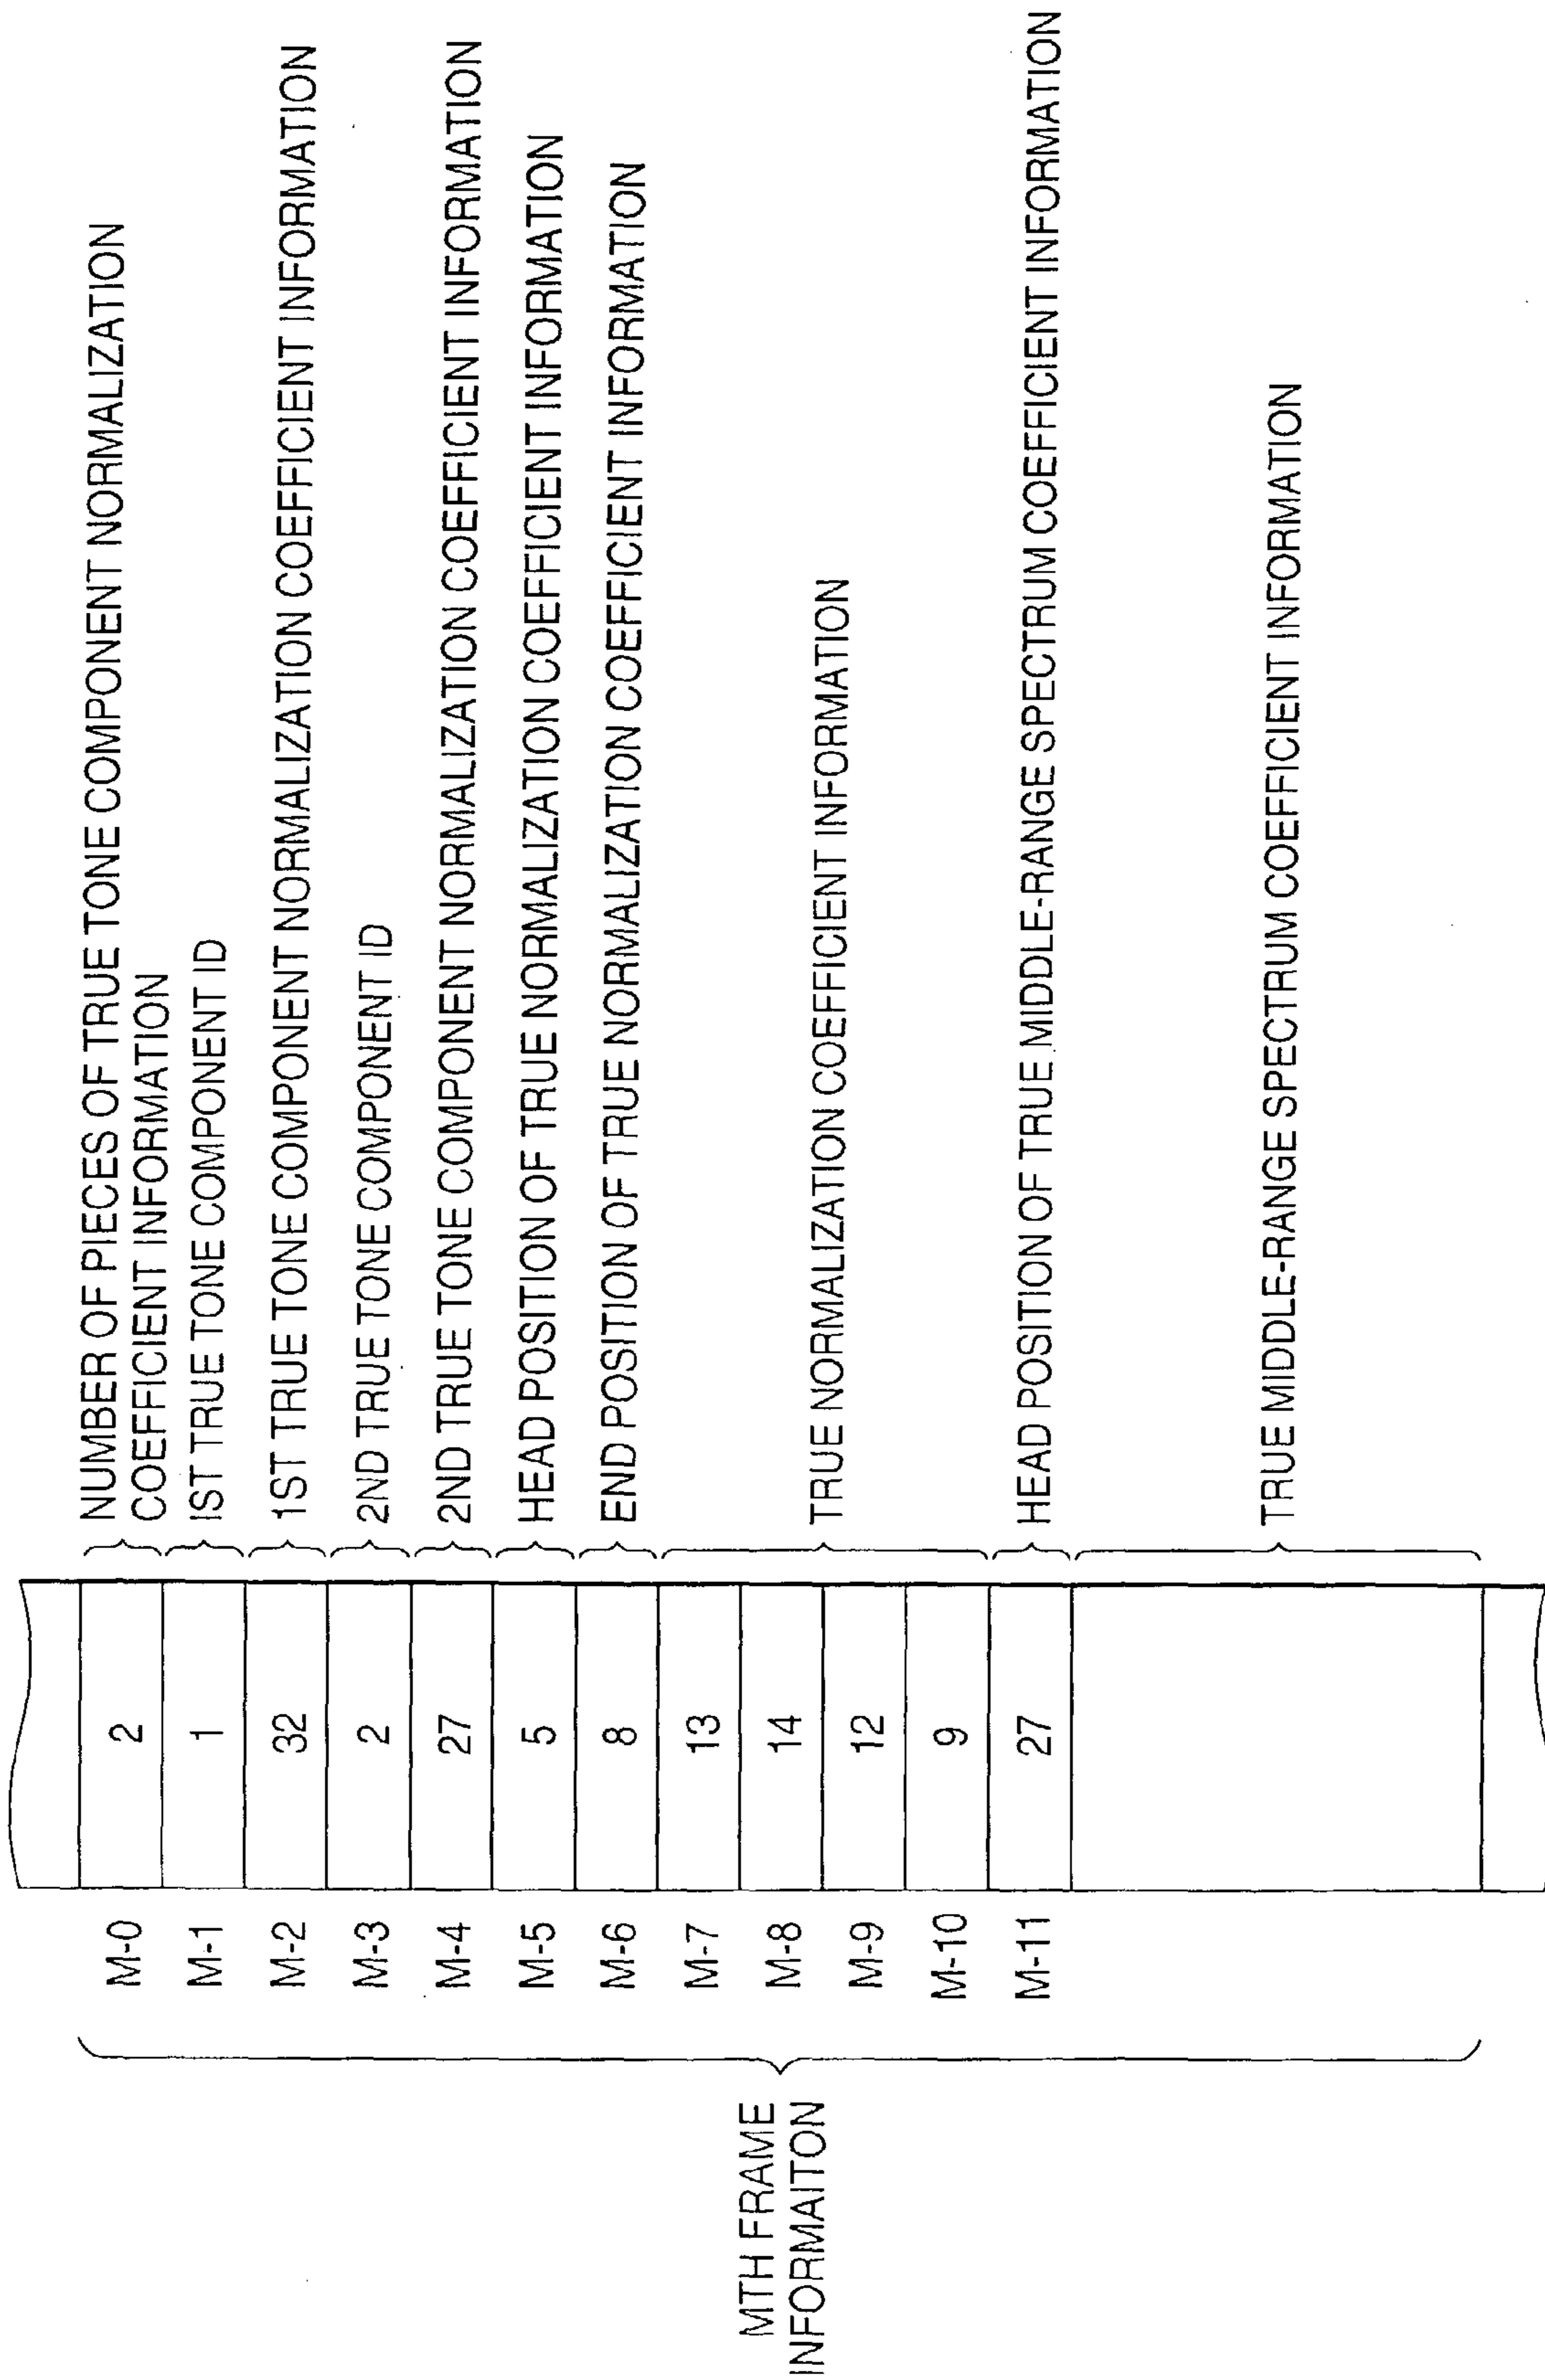 MTH FRAME
INFORMAITON
M-0 2 NUMBER OF PIECES OF TRUE TONE COMPONENT NORMALIZATION
COEFFICIENT INFORMATION
M-1 1 IST TRUE TONE COMPONENT ID
M-2 32 1ST TRUE TONE COMPONENT NORMALIZATION COEFFICIENT INFORMATION
M-3 2 2ND TRUE TONE COMPONENT ID
M-4 27 2ND TRUE TONE COMPONENT NORMALIZATION COEFFICIENT INFORMATION
M-5 5 HEAD POSITION OF TRUE NORMALIZATION COEFFICIENT INFORMATION
M-6 8 END POSITION OF TRUE NORMALIZATION COEFFICIENT INFORMATION
M-7 13
M-8 14
TRUE NORMALIZATION COEFFICIENT INFORMATION
M-9 12
M-10 9
M-11 27 HEAD POSITION OF TRUE MIDDLE-RANGE SPECTRUM COEFFICIENT INFORMATION
TRUE MIDDLE-RANGE SPECTRUM COEFFICIENT INFORMATION